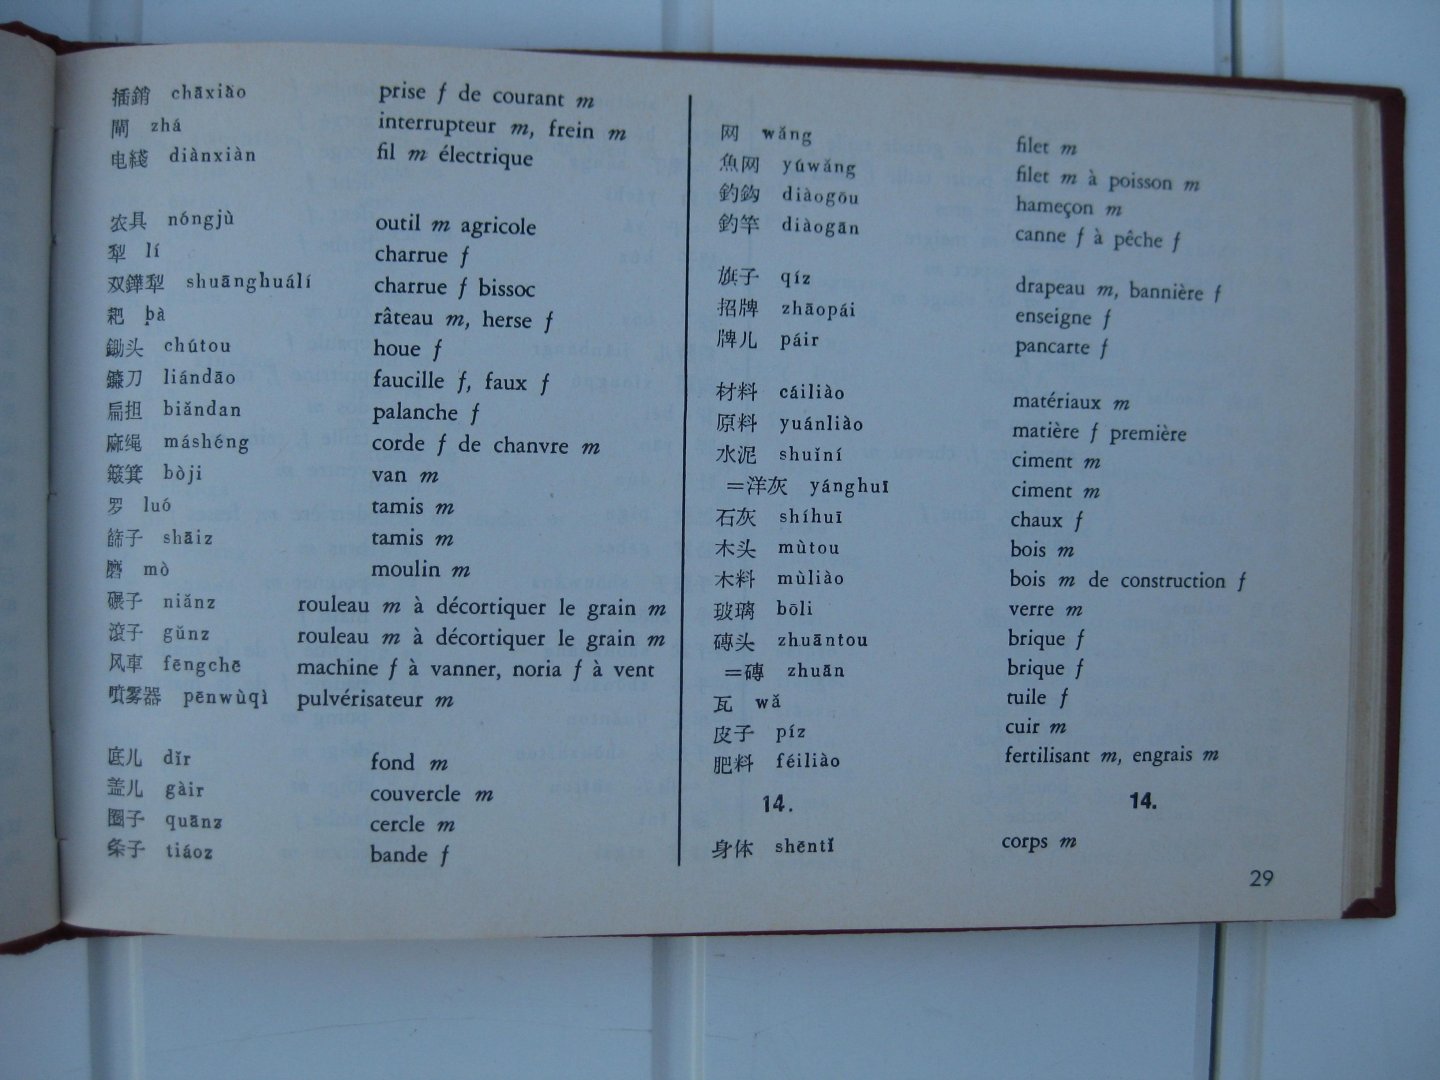 插銷 chāxiāo prise f de courant m
閘 zhá interrupteur m, frein m
电綫 diànxiàn fil m électrique
农具 nóngjù outil m agricole
犁 lí charrue f
双鏵犁 shuānghuálí charrue f bissoc
耙 bà râteau m, herse f
鋤头 chútou houe f
鐮刀 liándāo faucille f, faux f
扁担 biǎndan palanche f
麻绳 máshéng corde f de chanvre m
簸箕 bòji van m
罗 luó tamis m
篩子 shāiz tamis m
磨 mò moulin m
碾子 niǎnz rouleau m à décortiquer le grain m
滾子 gǔnz rouleau m à décortiquer le grain m
风車 fēngchē machine f à vanner, noria f à vent
噴雾器 pēnwùqì pulvérisateur m
底儿 dǐr fond m
盖儿 gàir couvercle m
圈子 quānz cercle m
条子 tiáoz bande f
网 wǎng filet m
魚网 yúwǎng filet m à poisson m
釣鈎 diàogōu hameçon m
釣竿 diàogān canne f à pêche f
旗子 qíz drapeau m, bannière f
招牌 zhāopái enseigne f
牌儿 páir pancarte f
材料 cáiliào matériaux m
原料 yuánliào matière f première
水泥 shuǐní ciment m
=洋灰 yánghuī ciment m
石灰 shíhuī chaux f
木头 mùtou bois m
木料 mùliào bois m de construction f
玻璃 bōli verre m
磚头 zhuāntou brique f
=磚 zhuān brique f
瓦 wǎ tuile f
皮子 píz cuir m
肥料 féiliào fertilisant m, engrais m
14. 14.
身体 shēntǐ corps m
29